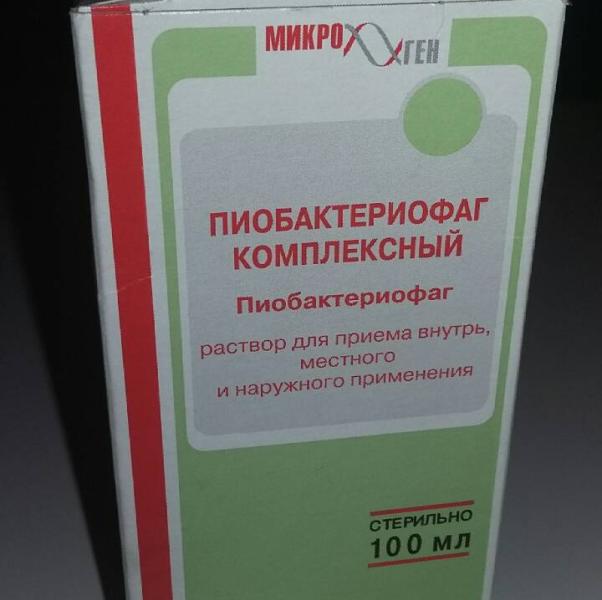 МИКРОГЕН
ПИОБАКТЕРИОФАГ
КОМПЛЕКСНЫЙ
Пиобактериофаг
раствор для приема внутрь,
местного
и наружного применения
СТЕРИЛЬНО
100 мл